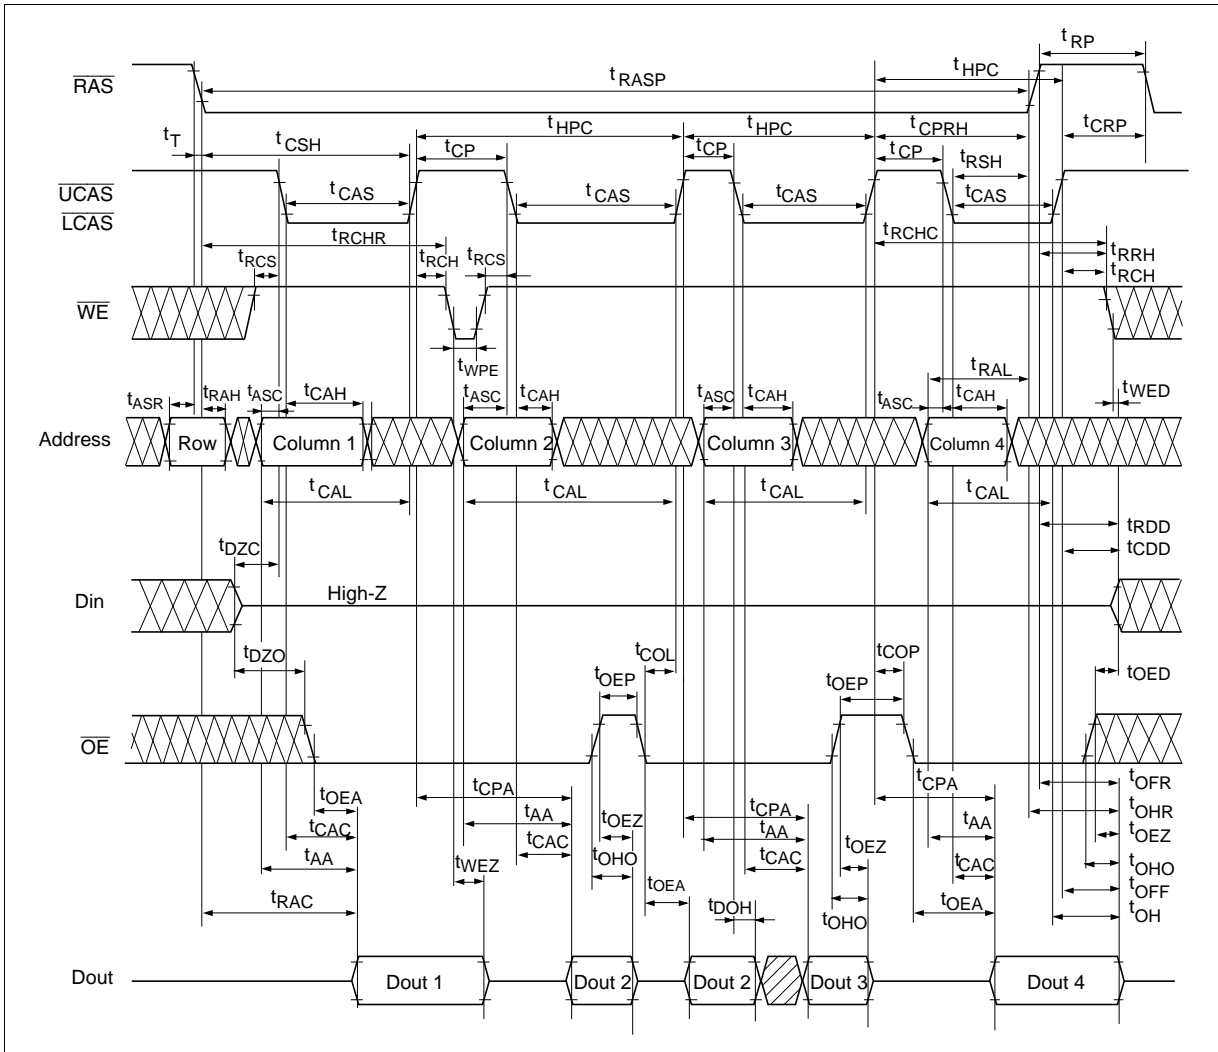 tRP
tHPC
RAS
tRASP
tT
tCSH
tHPC
tHPC
tCPRH
tCRP
tCP
tCP
tCP
tRSH
UCAS
LCAS
tCAS
tCAS
tCAS
tCAS
tRCHR
tRCHC
tRCS
tRCH
tRCS
tRRH
tRCH
WE
tWPE
tRAL
tASR
tRAH
tASC
tCAH
tASC
tCAH
tASC
tCAH
tASC
tCAH
tWED
Address
Row
Column 1
Column 2
Column 3
Column 4
tCAL
tCAL
tCAL
tCAL
tRDD
tCDD
tDZC
Din
High-Z
tDZO
tCOL
tCOP
tOEP
tOEP
tOED
OE
tOEA
tCPA
tCPA
tCPA
tOFR
tOHR
tCAC
tAA
tOEZ
tAA
tOEZ
tAA
tOEZ
tAA
tCAC
tOHO
tCAC
tCAC
tOHO
tWEZ
tOEA
tOFF
tRAC
tDOH
tOHO
tOEA
tOH
Dout
Dout 1
Dout 2
Dout 2
Dout 3
Dout 4